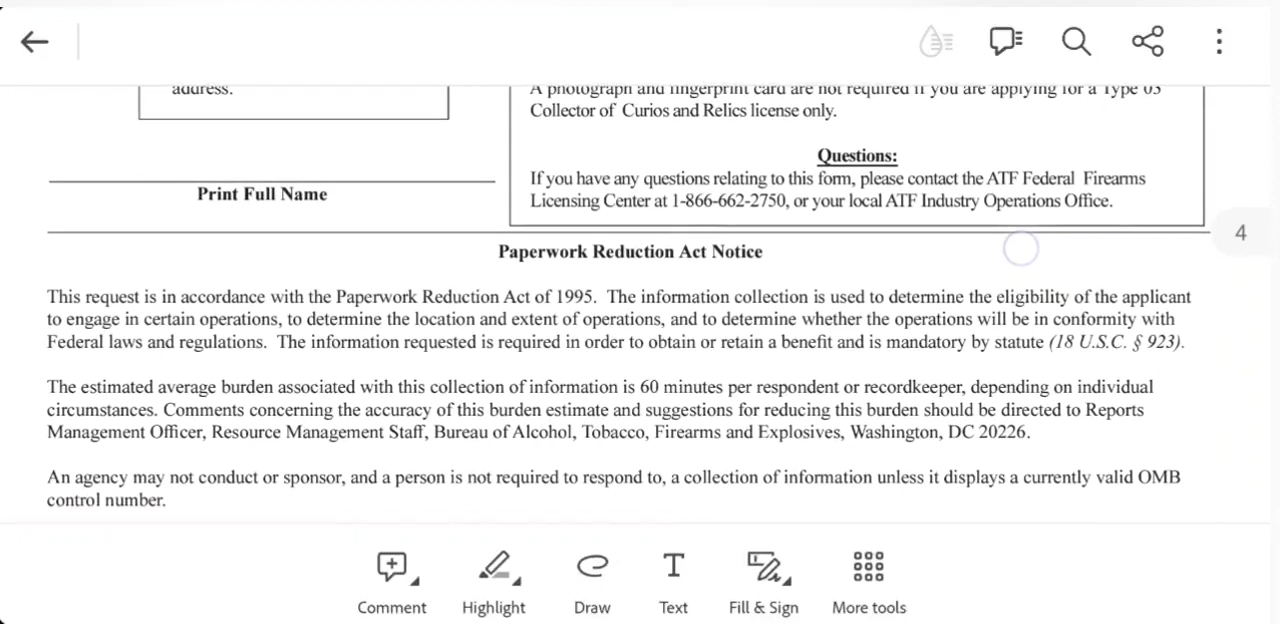 address.
A photograph and fingerprint card are not required if you are applying for a Type 03
Collector of Curios and Relics license only.
Questions:
If you have any questions relating to this form, please contact the ATF Federal Firearms
Licensing Center at 1-866-662-2750, or your local ATF Industry Operations Office.
Print Full Name
4
Paperwork Reduction Act Notice
This request is in accordance with the Paperwork Reduction Act of 1995. The information collection is used to determine the eligibility of the applicant
to engage in certain operations, to determine the location and extent of operations, and to determine whether the operations will be in conformity with
Federal laws and regulations. The information requested is required in order to obtain or retain a benefit and is mandatory by statute (18 U.S.C. § 923).
The estimated average burden associated with this collection of information is 60 minutes per respondent or recordkeeper, depending on individual
circumstances. Comments concerning the accuracy of this burden estimate and suggestions for reducing this burden should be directed to Reports
Management Officer, Resource Management Staff, Bureau of Alcohol, Tobacco, Firearms and Explosives, Washington, DC 20226.
An agency may not conduct or sponsor, and a person is not required to respond to, a collection of information unless it displays a currently valid OMB
control number.
Comment
Highlight
Draw
Text
Fill & Sign
More tools